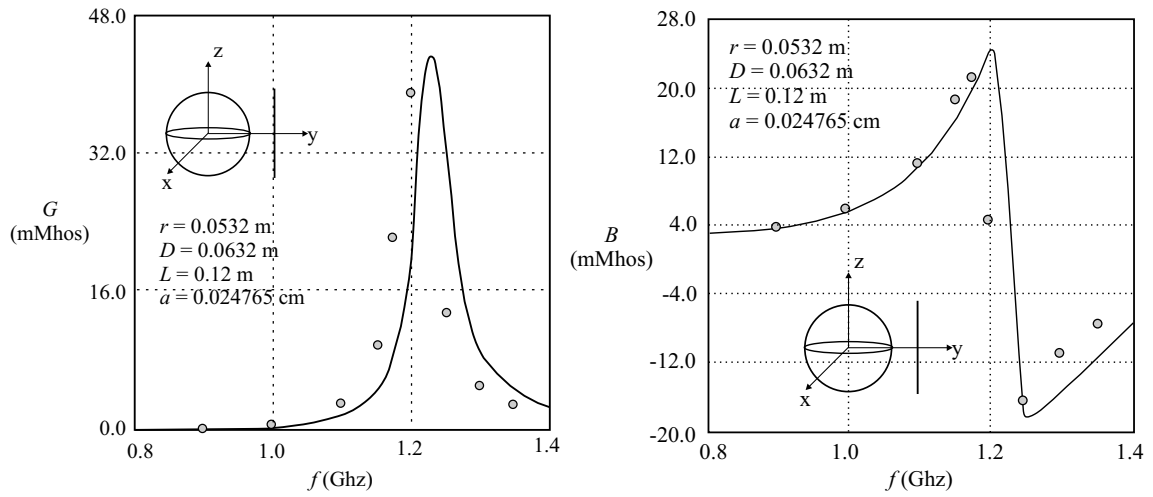 48.0
32.0
16.0
0.0
G
(mMhos)
z
y
x
r = 0.0532 m
D = 0.0632 m
L = 0.12 m
a = 0.024765 cm
0.8 1.0 1.2 1.4
f (Ghz)
28.0
20.0
12.0
4.0
-4.0
-12.0
-20.0
B
(mMhos)
r = 0.0532 m
D = 0.0632 m
L = 0.12 m
a = 0.024765 cm
z
y
x
0.8 1.0 1.2 1.4
f (Ghz)